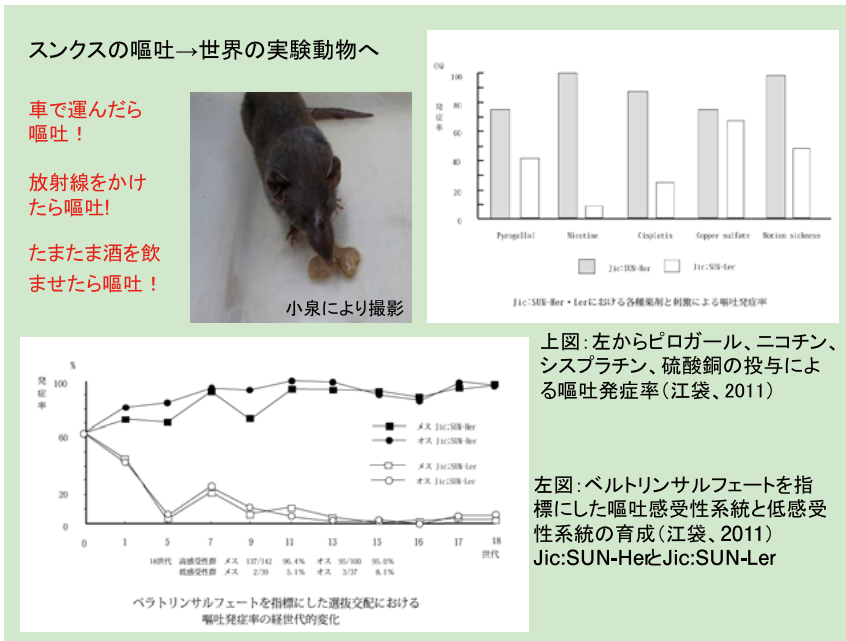 スンクスの嘔吐→世界の実験動物へ
車で運んだら
嘔吐！
放射線をかけ
たら嘔吐!
たまたま酒を飲
ませたら嘔吐！
小泉により撮影
(%)
発症率
100
80
60
40
20
0
Pyrogallol Nicotine Cisplatin Copper sulfate Motion sickness
Jic:SUN-Her Jic:SUN-Ler
Jic:SUN-Her・Lerにおける各種薬剤と刺激による嘔吐発症率
上図：左からピロガール、ニコチン、
シスプラチン、硫酸銅の投与によ
る嘔吐発症率（江袋、2011）
%
発症率
100
60
20
0
メス Jic:SUN-Her
オス Jic:SUN-Her
メス Jic:SUN-Ler
オス Jic:SUN-Ler
0 1 5 7 9 11 13 15 16 17 18
世代
18世代 高感受性群 メス 137/142 96.4% オス 95/100 95.0%
低感受性群 メス 2/39 5.1% オス 3/37 8.1%
ベラトリンサルフェートを指標にした選抜交配における
嘔吐発症率の経世代的変化
左図：ベルトリンサルフェートを指
標にした嘔吐感受性系統と低感受
性系統の育成（江袋、2011）
Jic:SUN-HerとJic:SUN-Ler